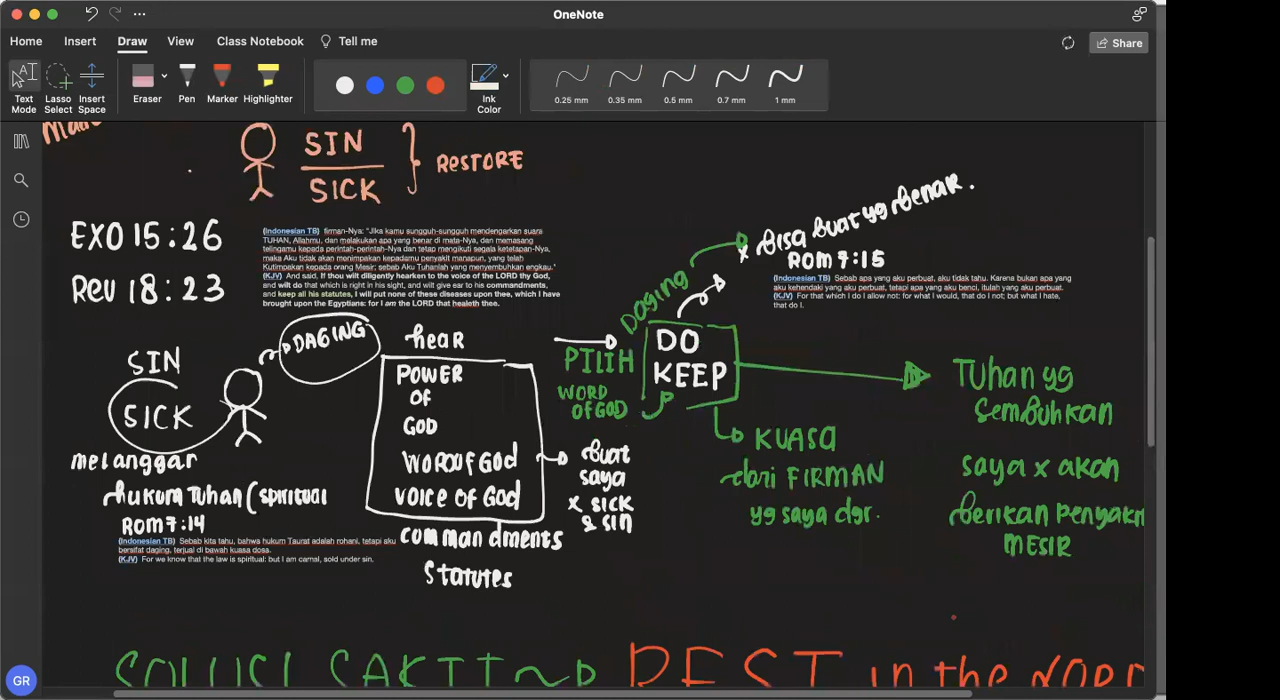 OneNote
Home Insert Draw View Class Notebook Tell me
Share
Text Mode
Lasso Select
Insert Space
Eraser
Pen
Marker
Highlighter
Ink Color
0.25 mm
0.35 mm
0.5 mm
0.7 mm
1 mm
SIN
SICK
RESTORE
EXO 15:26
Rev 18:23
(Indonesian TB) firman-Nya: "Jika kamu sungguh-sungguh mendengarkan suara
TUHAN, Allahmu, dan melakukan apa yang benar di mata-Nya, dan memasang
telingamu kepada perintah-perintah-Nya dan tetap mengikuti segala ketetapan-Nya,
maka Aku tidak akan menimpakan kepadamu penyakit manapun, yang telah
Kutimpakan kepada orang Mesir; sebab Aku Tuhanlah yang menyembuhkan engkau."
(KJV) And said, If thou wilt diligently hearken to the voice of the LORD thy God,
and wilt do that which is right in his sight, and will give ear to his commandments,
and keep all his statutes, I will put none of these diseases upon thee, which I have
brought upon the Egyptians: for I am the LORD that healeth thee.
x Bisa buat yg Benar.
Rom 7:15
(Indonesian TB) Sebab apa yang aku perbuat, aku tidak tahu. Karena bukan apa yang
aku kehendaki yang aku perbuat, tetapi apa yang aku benci, itulah yang aku perbuat.
(KJV) For that which I do I allow not: for what I would, that do I not; but what I hate,
that do I.
SIN
SICK
DAGING
melanggar
hukum Tuhan (spiritual
Rom 7:14
(Indonesian TB) Sebab kita tahu, bahwa hukum Taurat adalah rohani, tetapi aku
bersifat daging, terjual di bawah kuasa dosa.
(KJV) For we know that the law is spiritual: but I am carnal, sold under sin.
hear
POWER
OF
GOD
WORD OF GOD
VOICE OF GOD
commandments
Statutes
Buat
saya
x SICK
& SIN
PILIH
WORD
OF GOD
Daging
DO
KEEP
KUASA
dari FIRMAN
yg saya dgr.
Tuhan yg
Sembuhkan
saya x akan
Berikan penyakit
MESIR
GR
SOLUSI SAKIT REST in the LORD